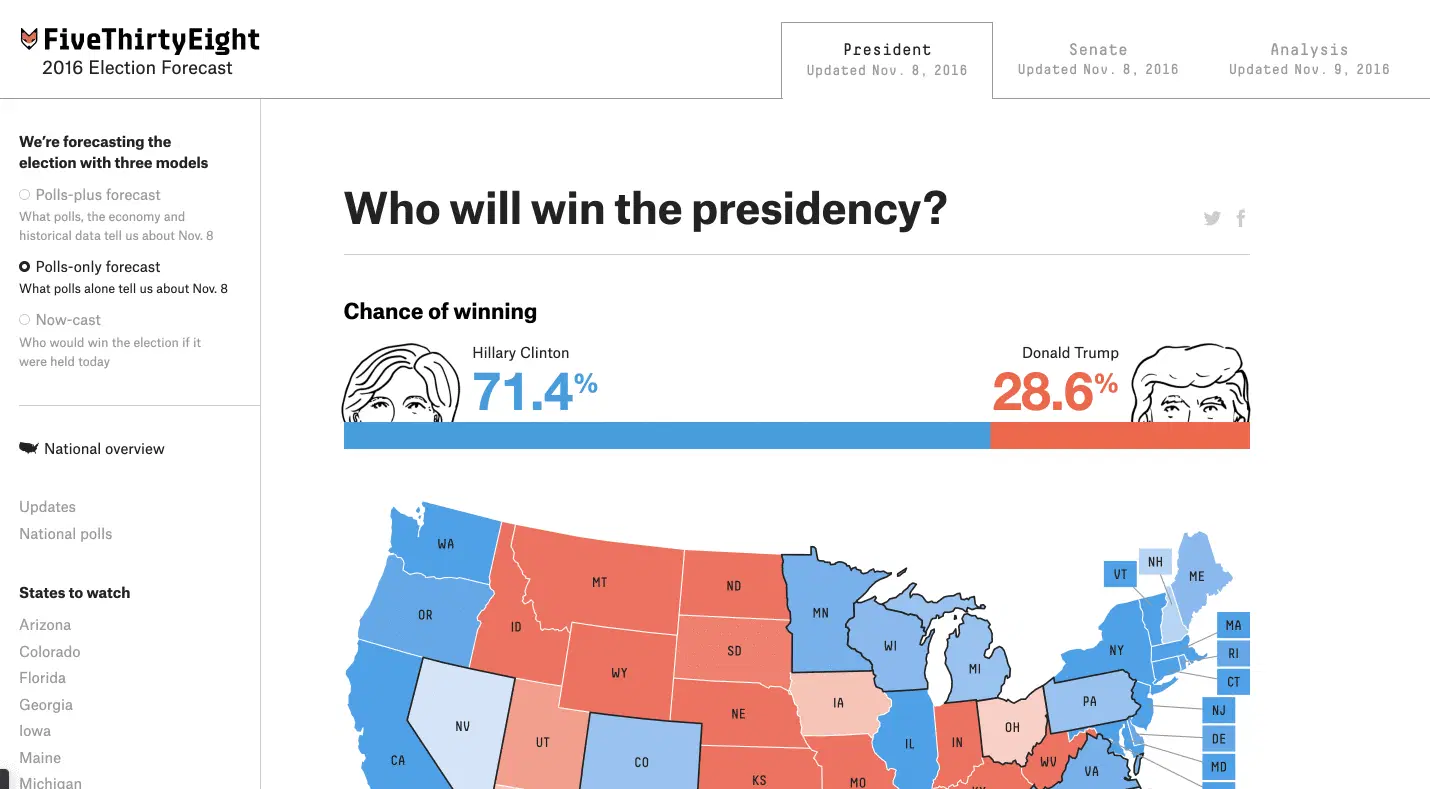 FiveThirtyEight
2016 Election Forecast
President
Updated Nov. 8, 2016
Senate
Updated Nov. 8, 2016
Analysis
Updated Nov. 9, 2016
We're forecasting the
election with three models
Polls-plus forecast
What polls, the economy and
historical data tell us about Nov. 8
Polls-only forecast
What polls alone tell us about Nov. 8
Now-cast
Who would win the election if it
were held today
National overview
Updates
National polls
States to watch
Arizona
Colorado
Florida
Georgia
Iowa
Maine
Michigan
Who will win the presidency?
Chance of winning
Hillary Clinton
71.4%
Donald Trump
28.6%
WA
MT
ND
MN
VT
NH
ME
OR
ID
SD
WI
MI
NY
MA
RI
CT
WY
NV
UT
NE
IA
IL
IN
OH
PA
NJ
DE
MD
CA
CO
KS
MO
KY
WV
VA